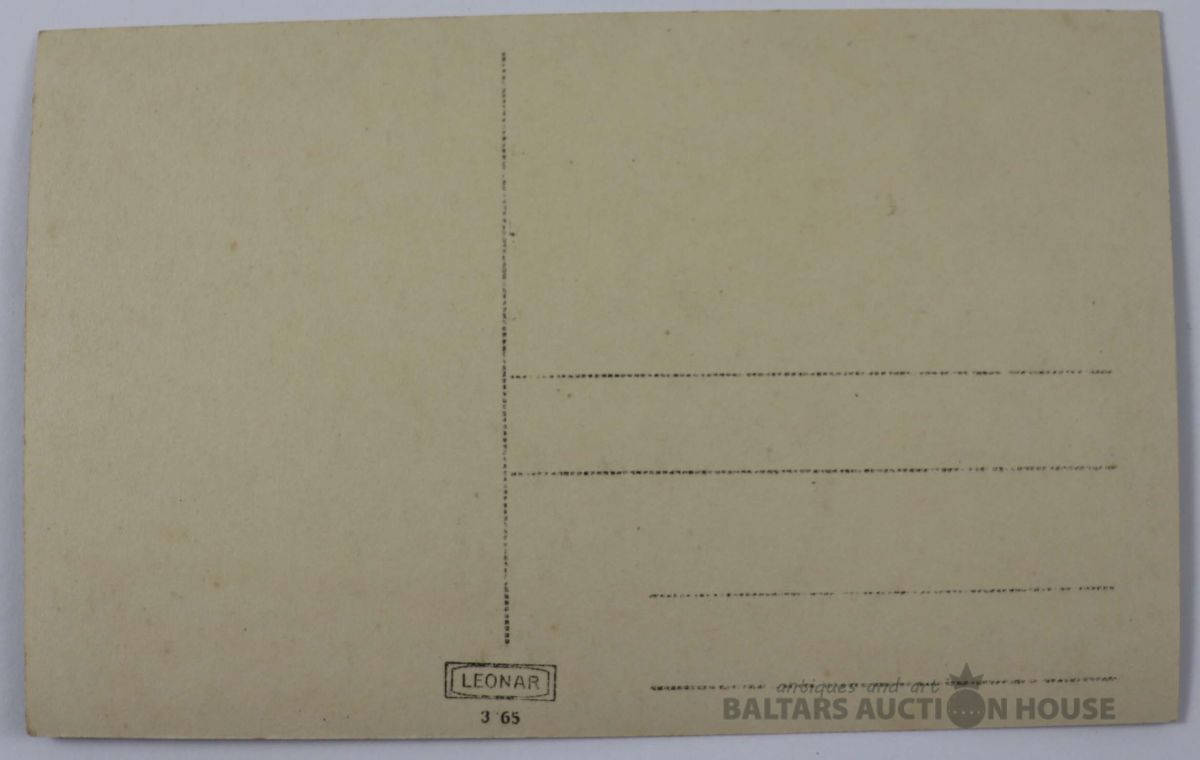 LEONAR
3 65
antiques and art
BALTARS AUCTION HOUSE